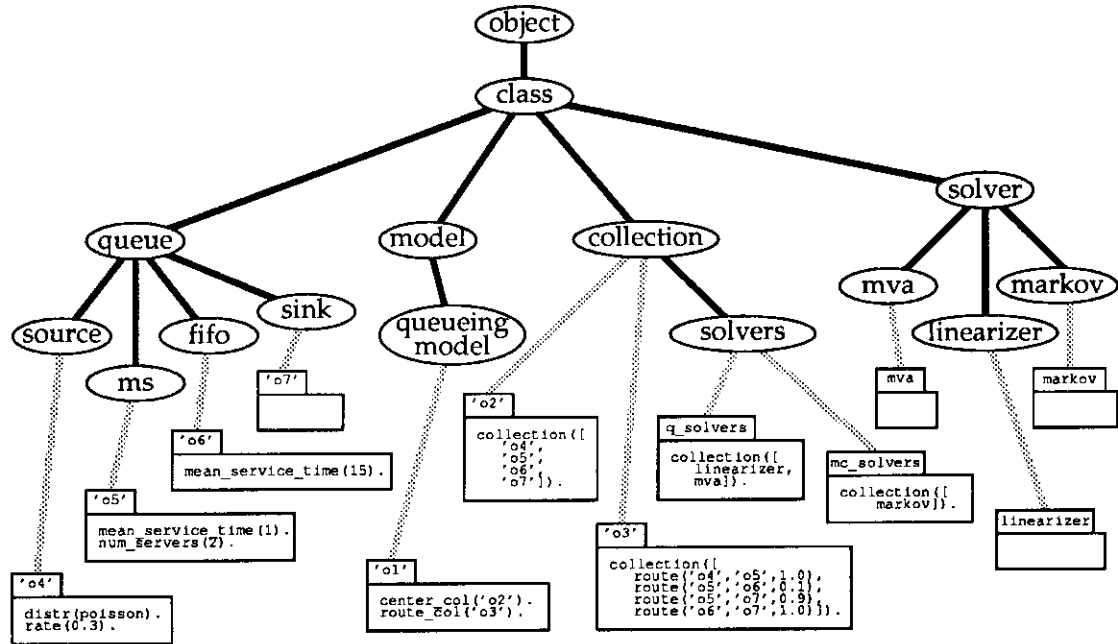 object
class
solver
queue
model
collection
mva
markov
source
fifo
sink
queueing
model
solvers
linearizer
ms
'o7'
mva
markov
'o2'
collection([
'o4',
'o5',
'o6',
'o7']).
q_solvers
collection([
linearizer,
mva]).
'o6'
mean_service_time(15).
mc_solvers
collection([
markov]).
'o5'
mean_service_time(1).
num_servers(2).
linearizer
'o3'
collection([
route('o4','o5',1.0),
route('o5','o6',0.1),
route('o5','o7',0.9),
route('o6','o7',1.0)]).
'o4'
distr(poisson).
rate(0.3).
'o1'
center_col('o2').
route_col('o3').